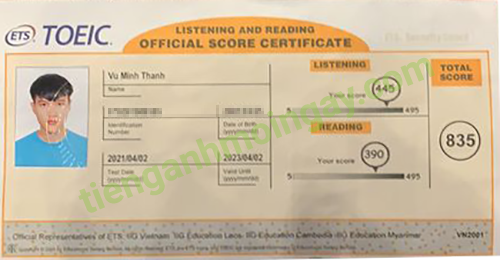 ETS TOEIC
LISTENING AND READING
OFFICIAL SCORE CERTIFICATE
Vu Minh Thanh
Name
Identification
Number
Date of Birth
(yyyy/mm/dd)
2021/04/02
Test Date
(yyyy/mm/dd)
2023/04/02
Valid Until
(yyyy/mm/dd)
LISTENING
Your score
445
5
495
READING
Your score
390
5
495
TOTAL
SCORE
835
tienganhmoingay.com
Official Representatives of ETS: IIG Vietnam IIG Education Laos IIG Education Cambodia IIG Education Myanmar
VN2001